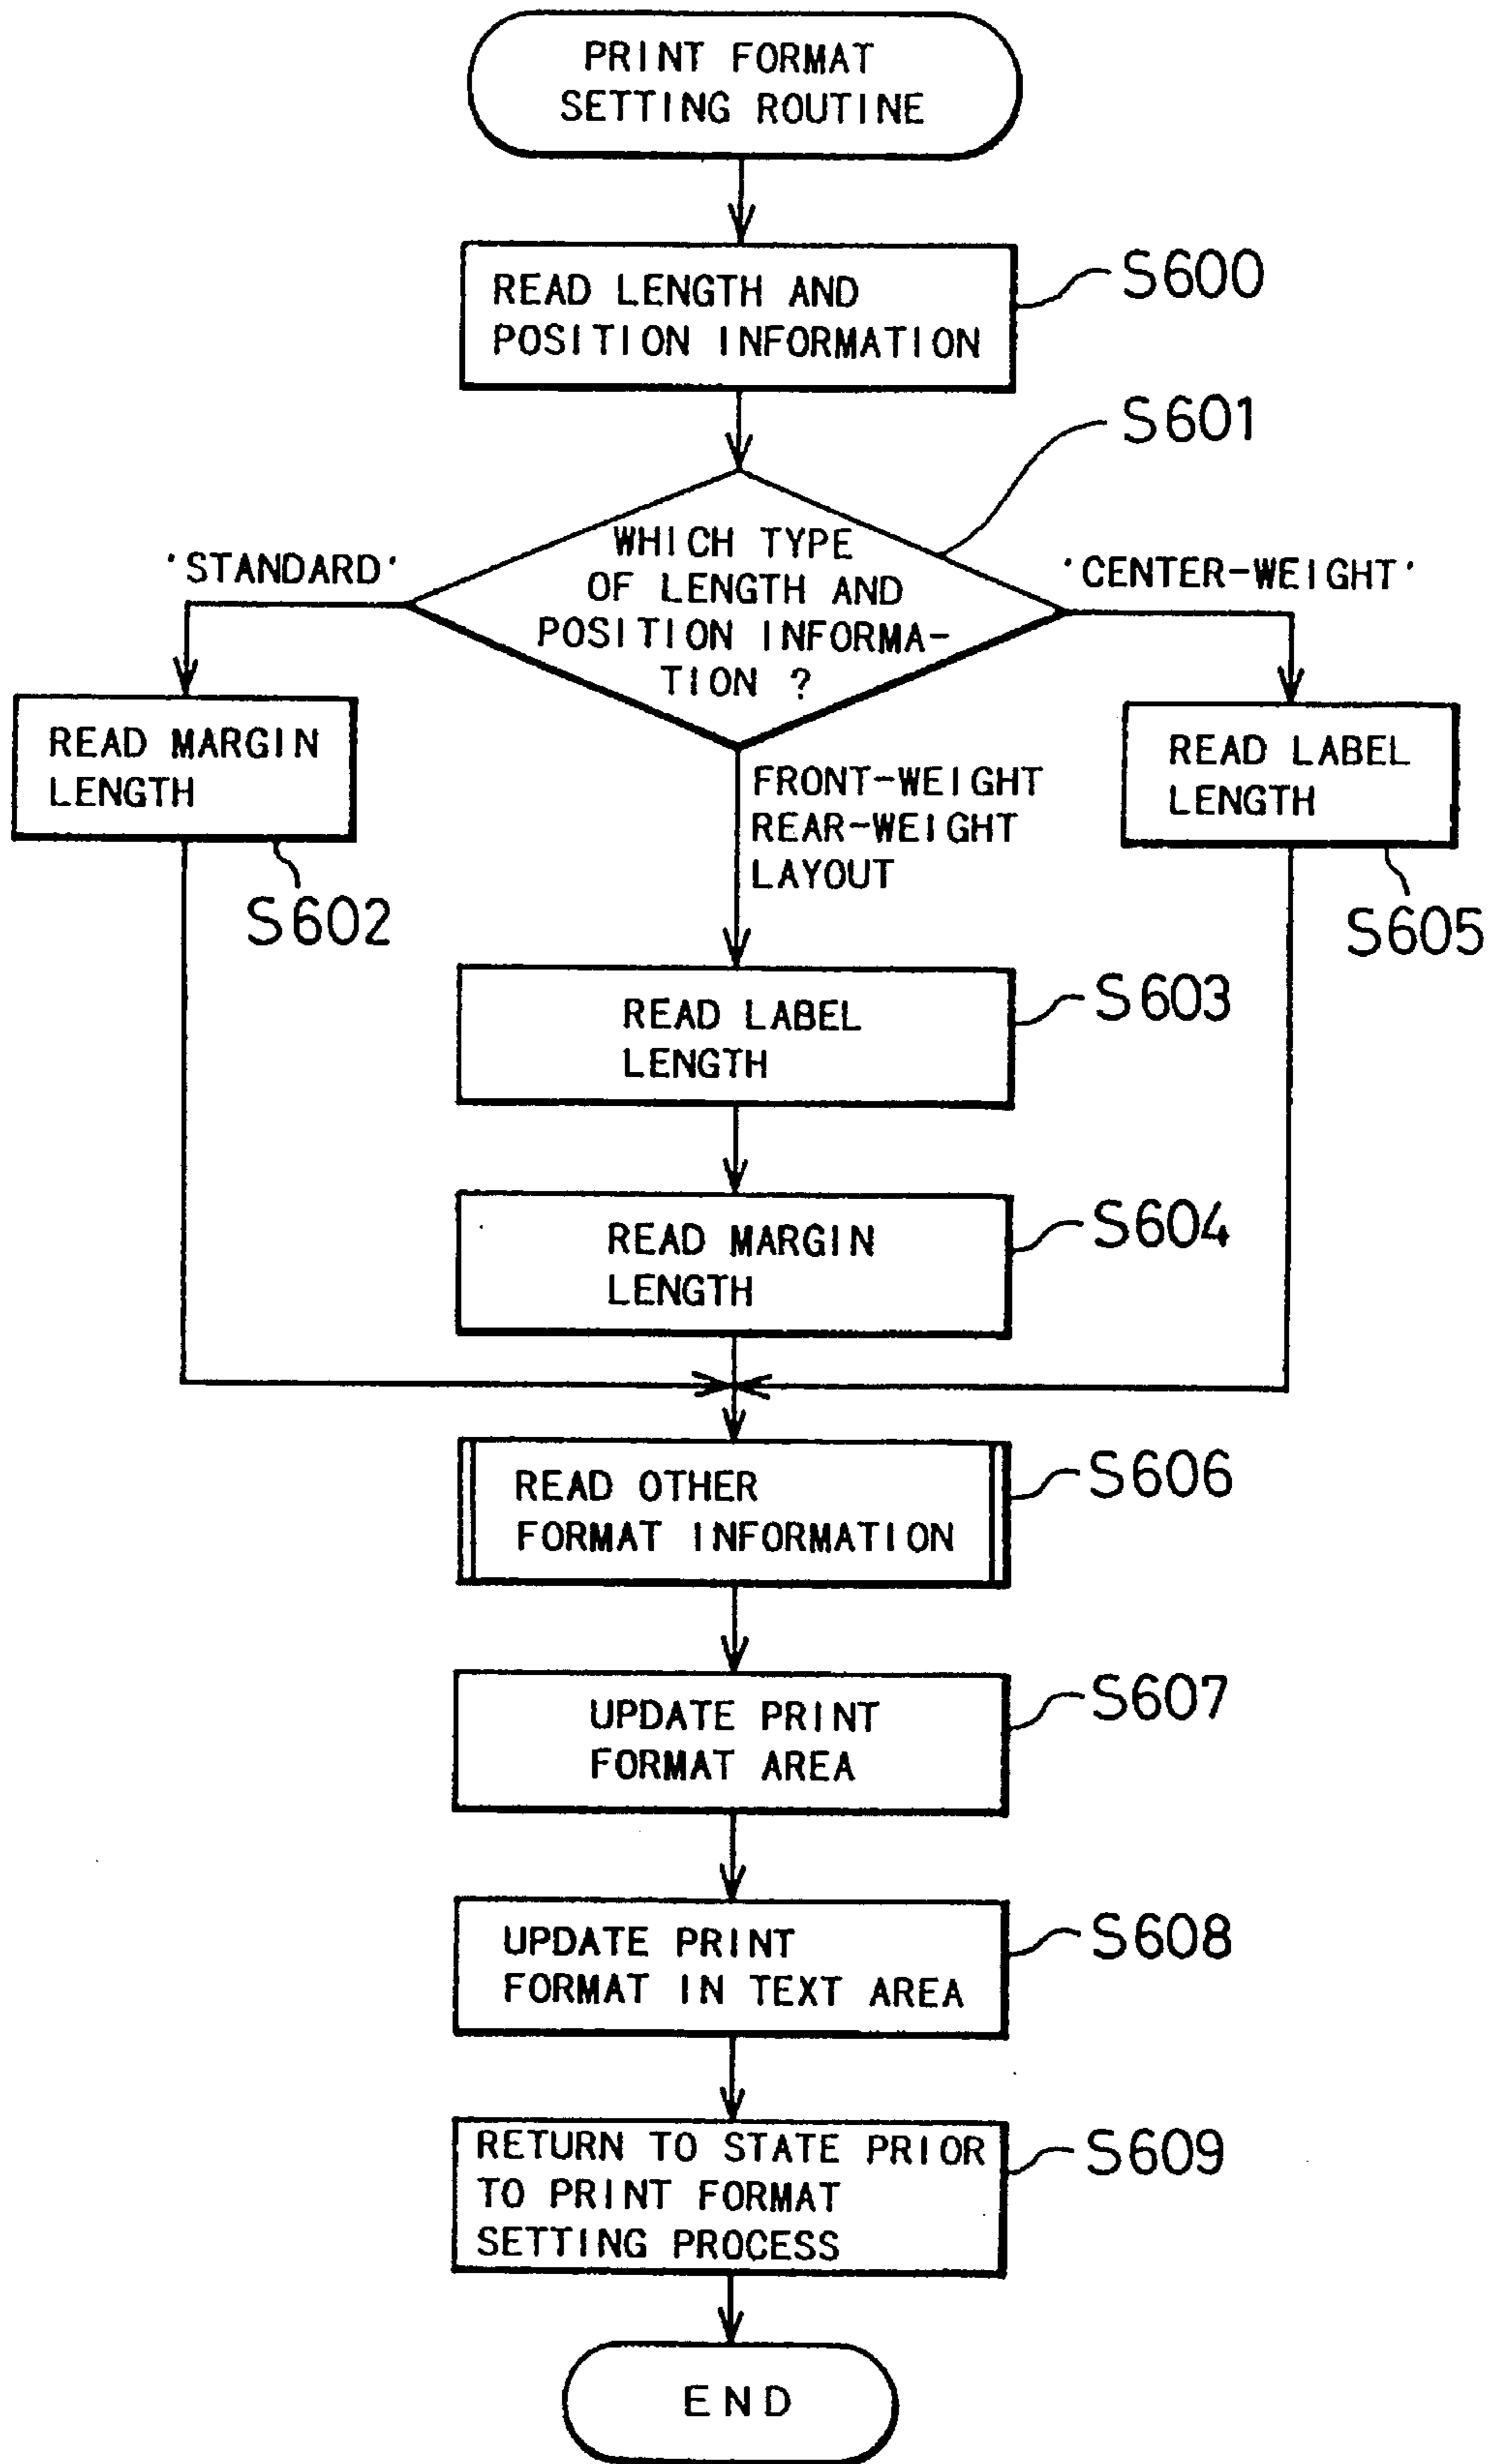 PRINT FORMAT
SETTING ROUTINE
READ LENGTH AND
POSITION INFORMATION
S600
S601
WHICH TYPE
OF LENGTH AND
POSITION INFORMA-
TION ?
'STANDARD'
'CENTER-WEIGHT'
READ MARGIN
LENGTH
S602
FRONT-WEIGHT
REAR-WEIGHT
LAYOUT
READ LABEL
LENGTH
S605
READ LABEL
LENGTH
S603
READ MARGIN
LENGTH
S604
READ OTHER
FORMAT INFORMATION
S606
UPDATE PRINT
FORMAT AREA
S607
UPDATE PRINT
FORMAT IN TEXT AREA
S608
RETURN TO STATE PRIOR
TO PRINT FORMAT
SETTING PROCESS
S609
END